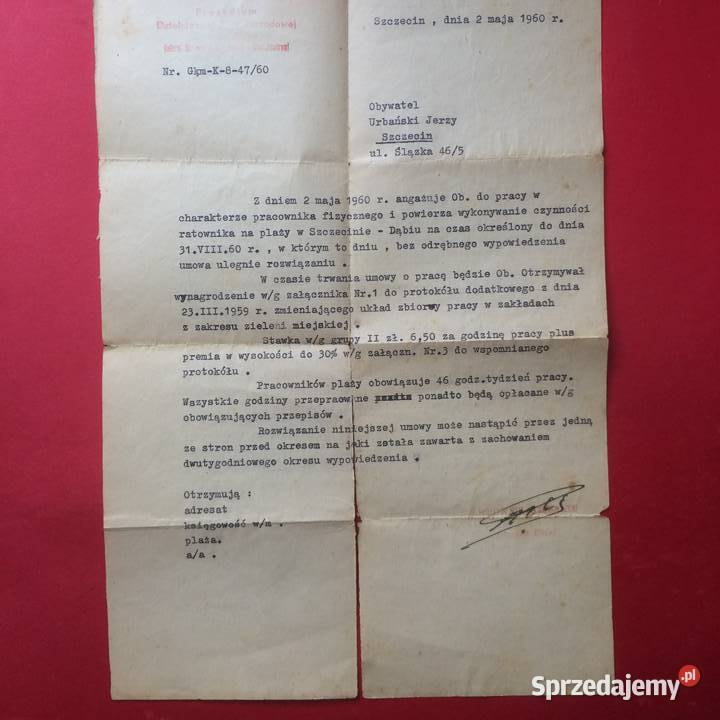 Prezydium
Szczecin , dnia 2 maja 1960 r.
Nr. Gkm-K-8-47/60
Obywatel
Urbański Jerzy
Szczecin
ul. Ślązka 46/5
Z dniem 2 maja 1960 r. angażuje Ob. do pracy w
charakterze pracownika fizycznego i powierza wykonywanie czynności
ratownika na plaży w Szczecinie - Dąbiu na czas określony do dnia
31.VIII.60 r. , w którym to dniu , bez odrębnego wypowiedzenia
umowa ulegnie rozwiązaniu .
W czasie trwania umowy o pracę będzie Ob. Otrzymywał
wynagrodzenie w/g załącznika Nr.1 do protokółu dodatkowego z dnia
23.III.1959 r. zmieniającego układ zbiorwy pracy w zakładach
z zakresu zieleni miejskiej .
Stawka w/g grupy II zł. 6,50 za godzinę pracy plus
premia w wysokości do 30% w/g załączn. Nr.3 do wspomnianego
protokółu .
Pracowników plaży obowiązuje 46 godz.tydzień pracy.
Wszystkie godziny przepracowane ponadto będą opłacane w/g
obowiązujących przepisów .
Rozwiązanie niniejszej umowy może nastąpić przez jedną
ze stron przed okresem na jaki została zawarta z zachowaniem
dwutygodniowego okresu wypowiedzenia .
Otrzymują :
adresat
księgowość w/m .
plaża.
a/a .
Sprzedajemy.pl